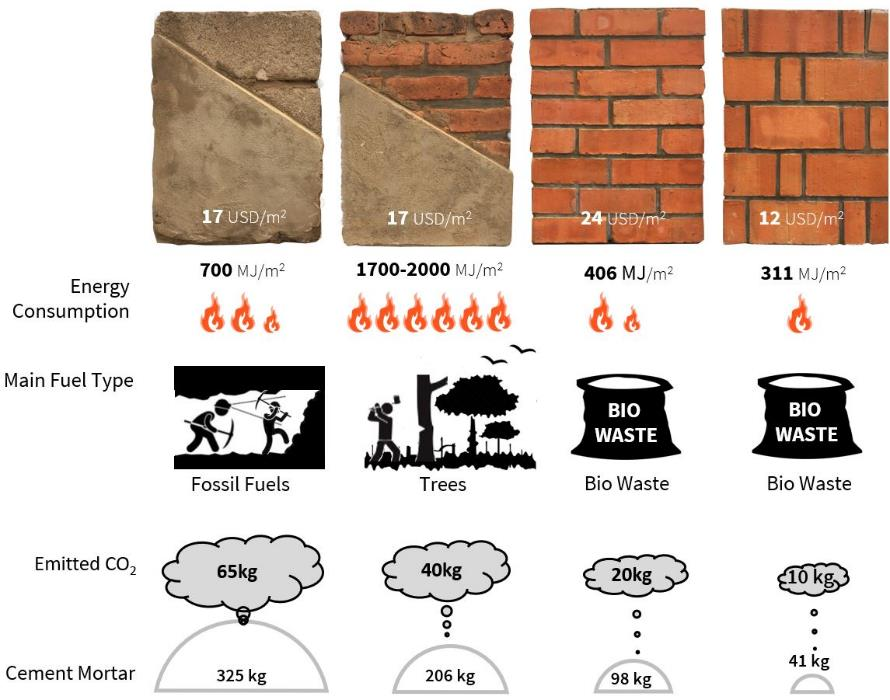 17 USD/m²
17 USD/m²
24 USD/m²
12 USD/m²
Energy
Consumption
700 MJ/m²
1700-2000 MJ/m²
406 MJ/m²
311 MJ/m²
Main Fuel Type
BIO
WASTE
BIO
WASTE
Fossil Fuels
Trees
Bio Waste
Bio Waste
Emitted CO₂
65kg
40kg
20kg
10 kg
Cement Mortar
325 kg
206 kg
98 kg
41 kg